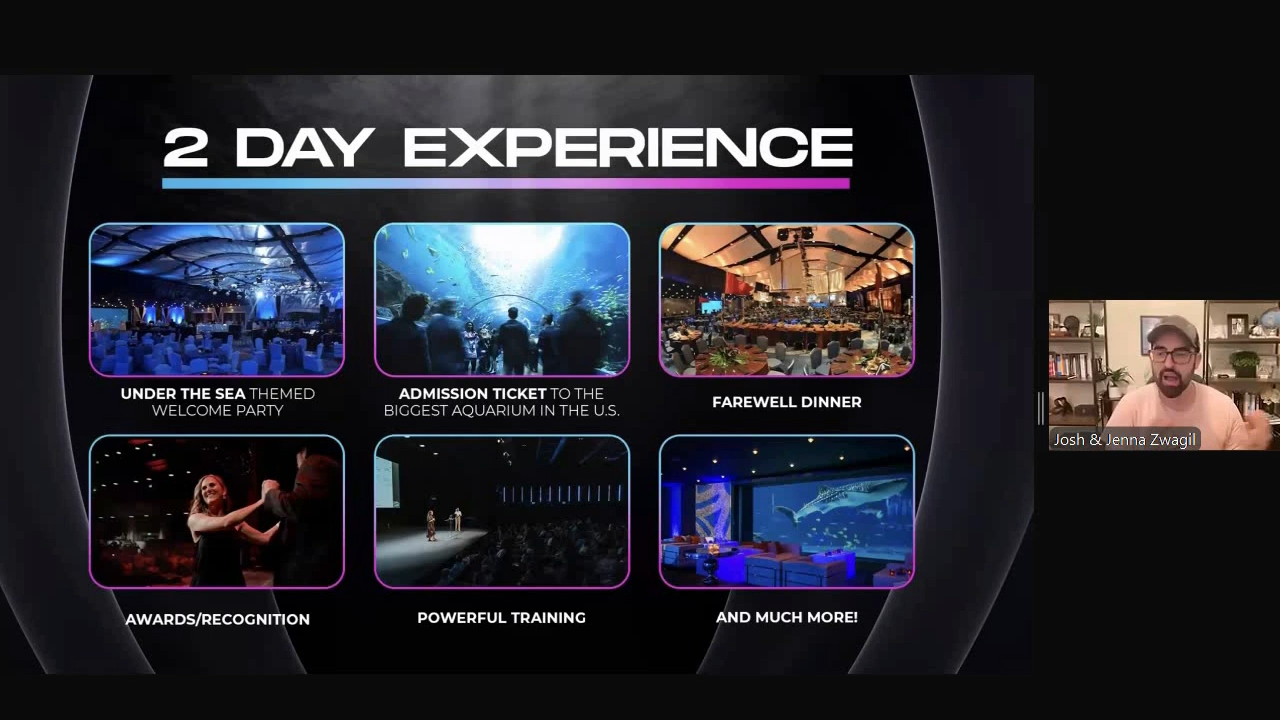 2 DAY EXPERIENCE
UNDER THE SEA THEMED
WELCOME PARTY
ADMISSION TICKET TO THE
BIGGEST AQUARIUM IN THE U.S.
FAREWELL DINNER
AWARDS/RECOGNITION
POWERFUL TRAINING
AND MUCH MORE!
Josh & Jenna Zwagil